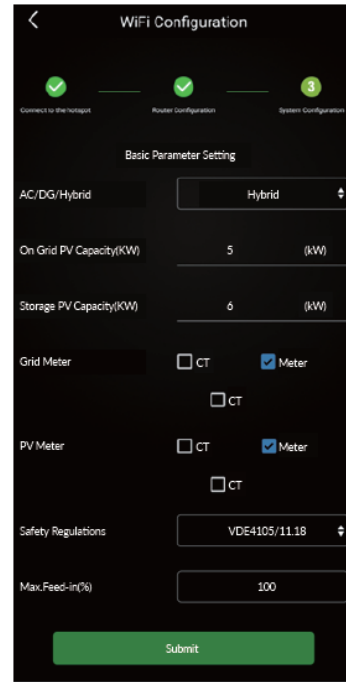 WiFi Configuration
3
Connect to the hotspot Router Configuration System Configuration
Basic Parameter Setting
AC/DG/Hybrid Hybrid
On Grid PV Capacity(KW) 5 (kW)
Storage PV Capacity(KW) 6 (kW)
Grid Meter CT Meter
CT
PV Meter CT Meter
CT
Safety Regulations VDE4105/11.18
Max.Feed-in(%) 100
Submit